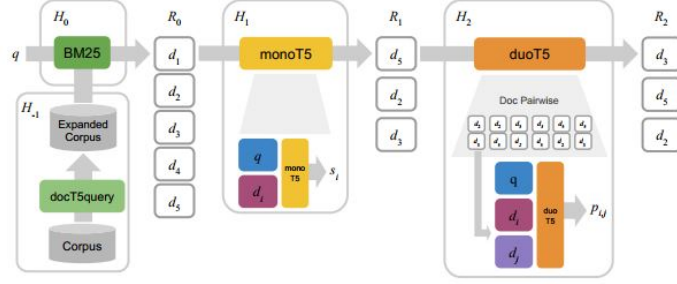 H₀
R₀
H₁
R₁
H₂
R₂
q
BM25
d₁
monoT5
d₅
duoT5
d₃
H₋₁
d₂
d₂
Doc Pairwise
d₅
Expanded
Corpus
d₃
d₃
d₂
q
mono
T5
sᵢ
dᵢ
d₄
docT5query
d₅
Corpus
q
dᵢ
dⱼ
duo
T5
pᵢ,ⱼ